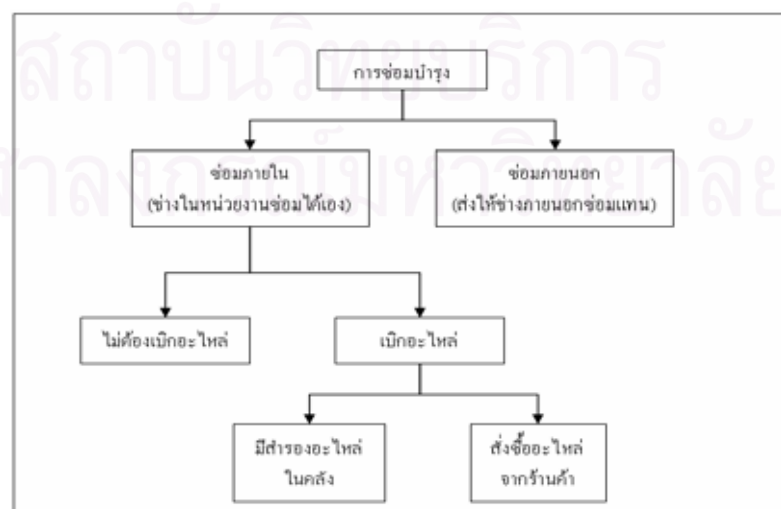 สถาบันวิทยบริการ
จุฬาลงกรณ์มหาวิทยาลัย
การซ่อมบำรุง
ซ่อมภายใน
(ช่างในหน่วยงานซ่อมได้เอง)
ซ่อมภายนอก
(ส่งให้ช่างภายนอกซ่อมแทน)
ไม่ต้องเบิกอะไหล่
เบิกอะไหล่
มีสำรองอะไหล่
ในคลัง
สั่งซื้ออะไหล่
จากร้านค้า